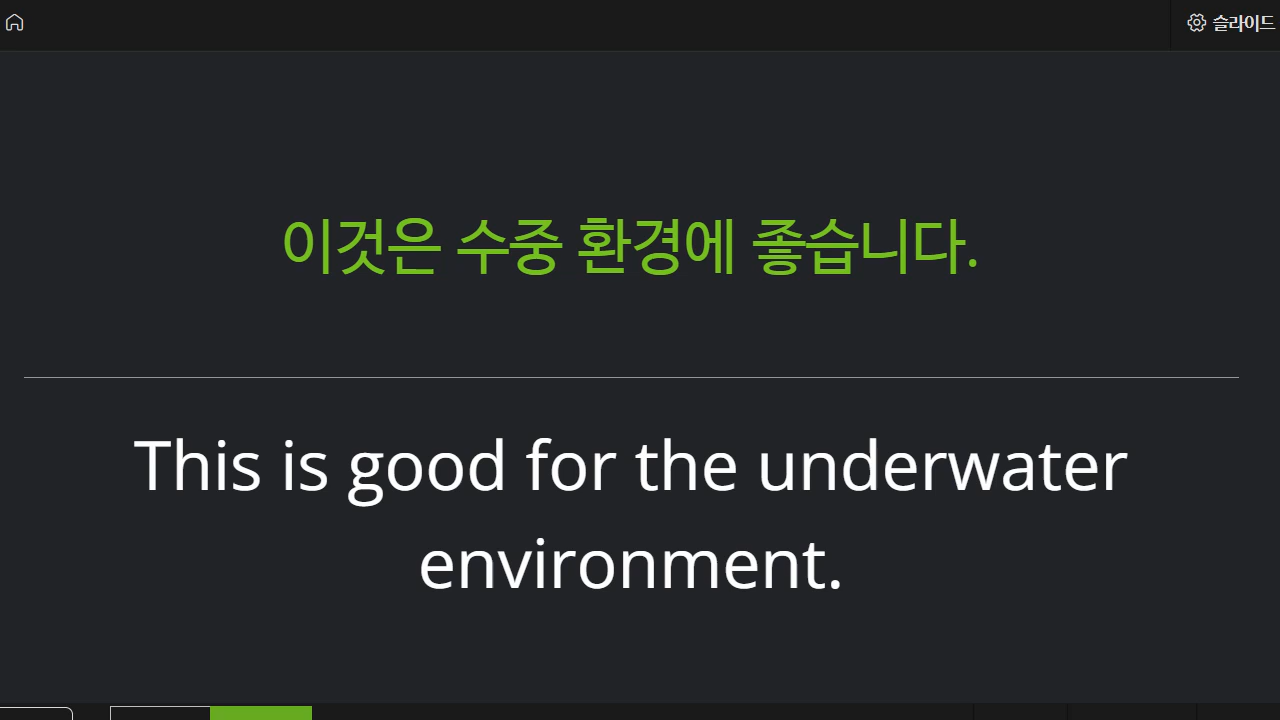 슬라이드
이것은 수중 환경에 좋습니다.
This is good for the underwater
environment.